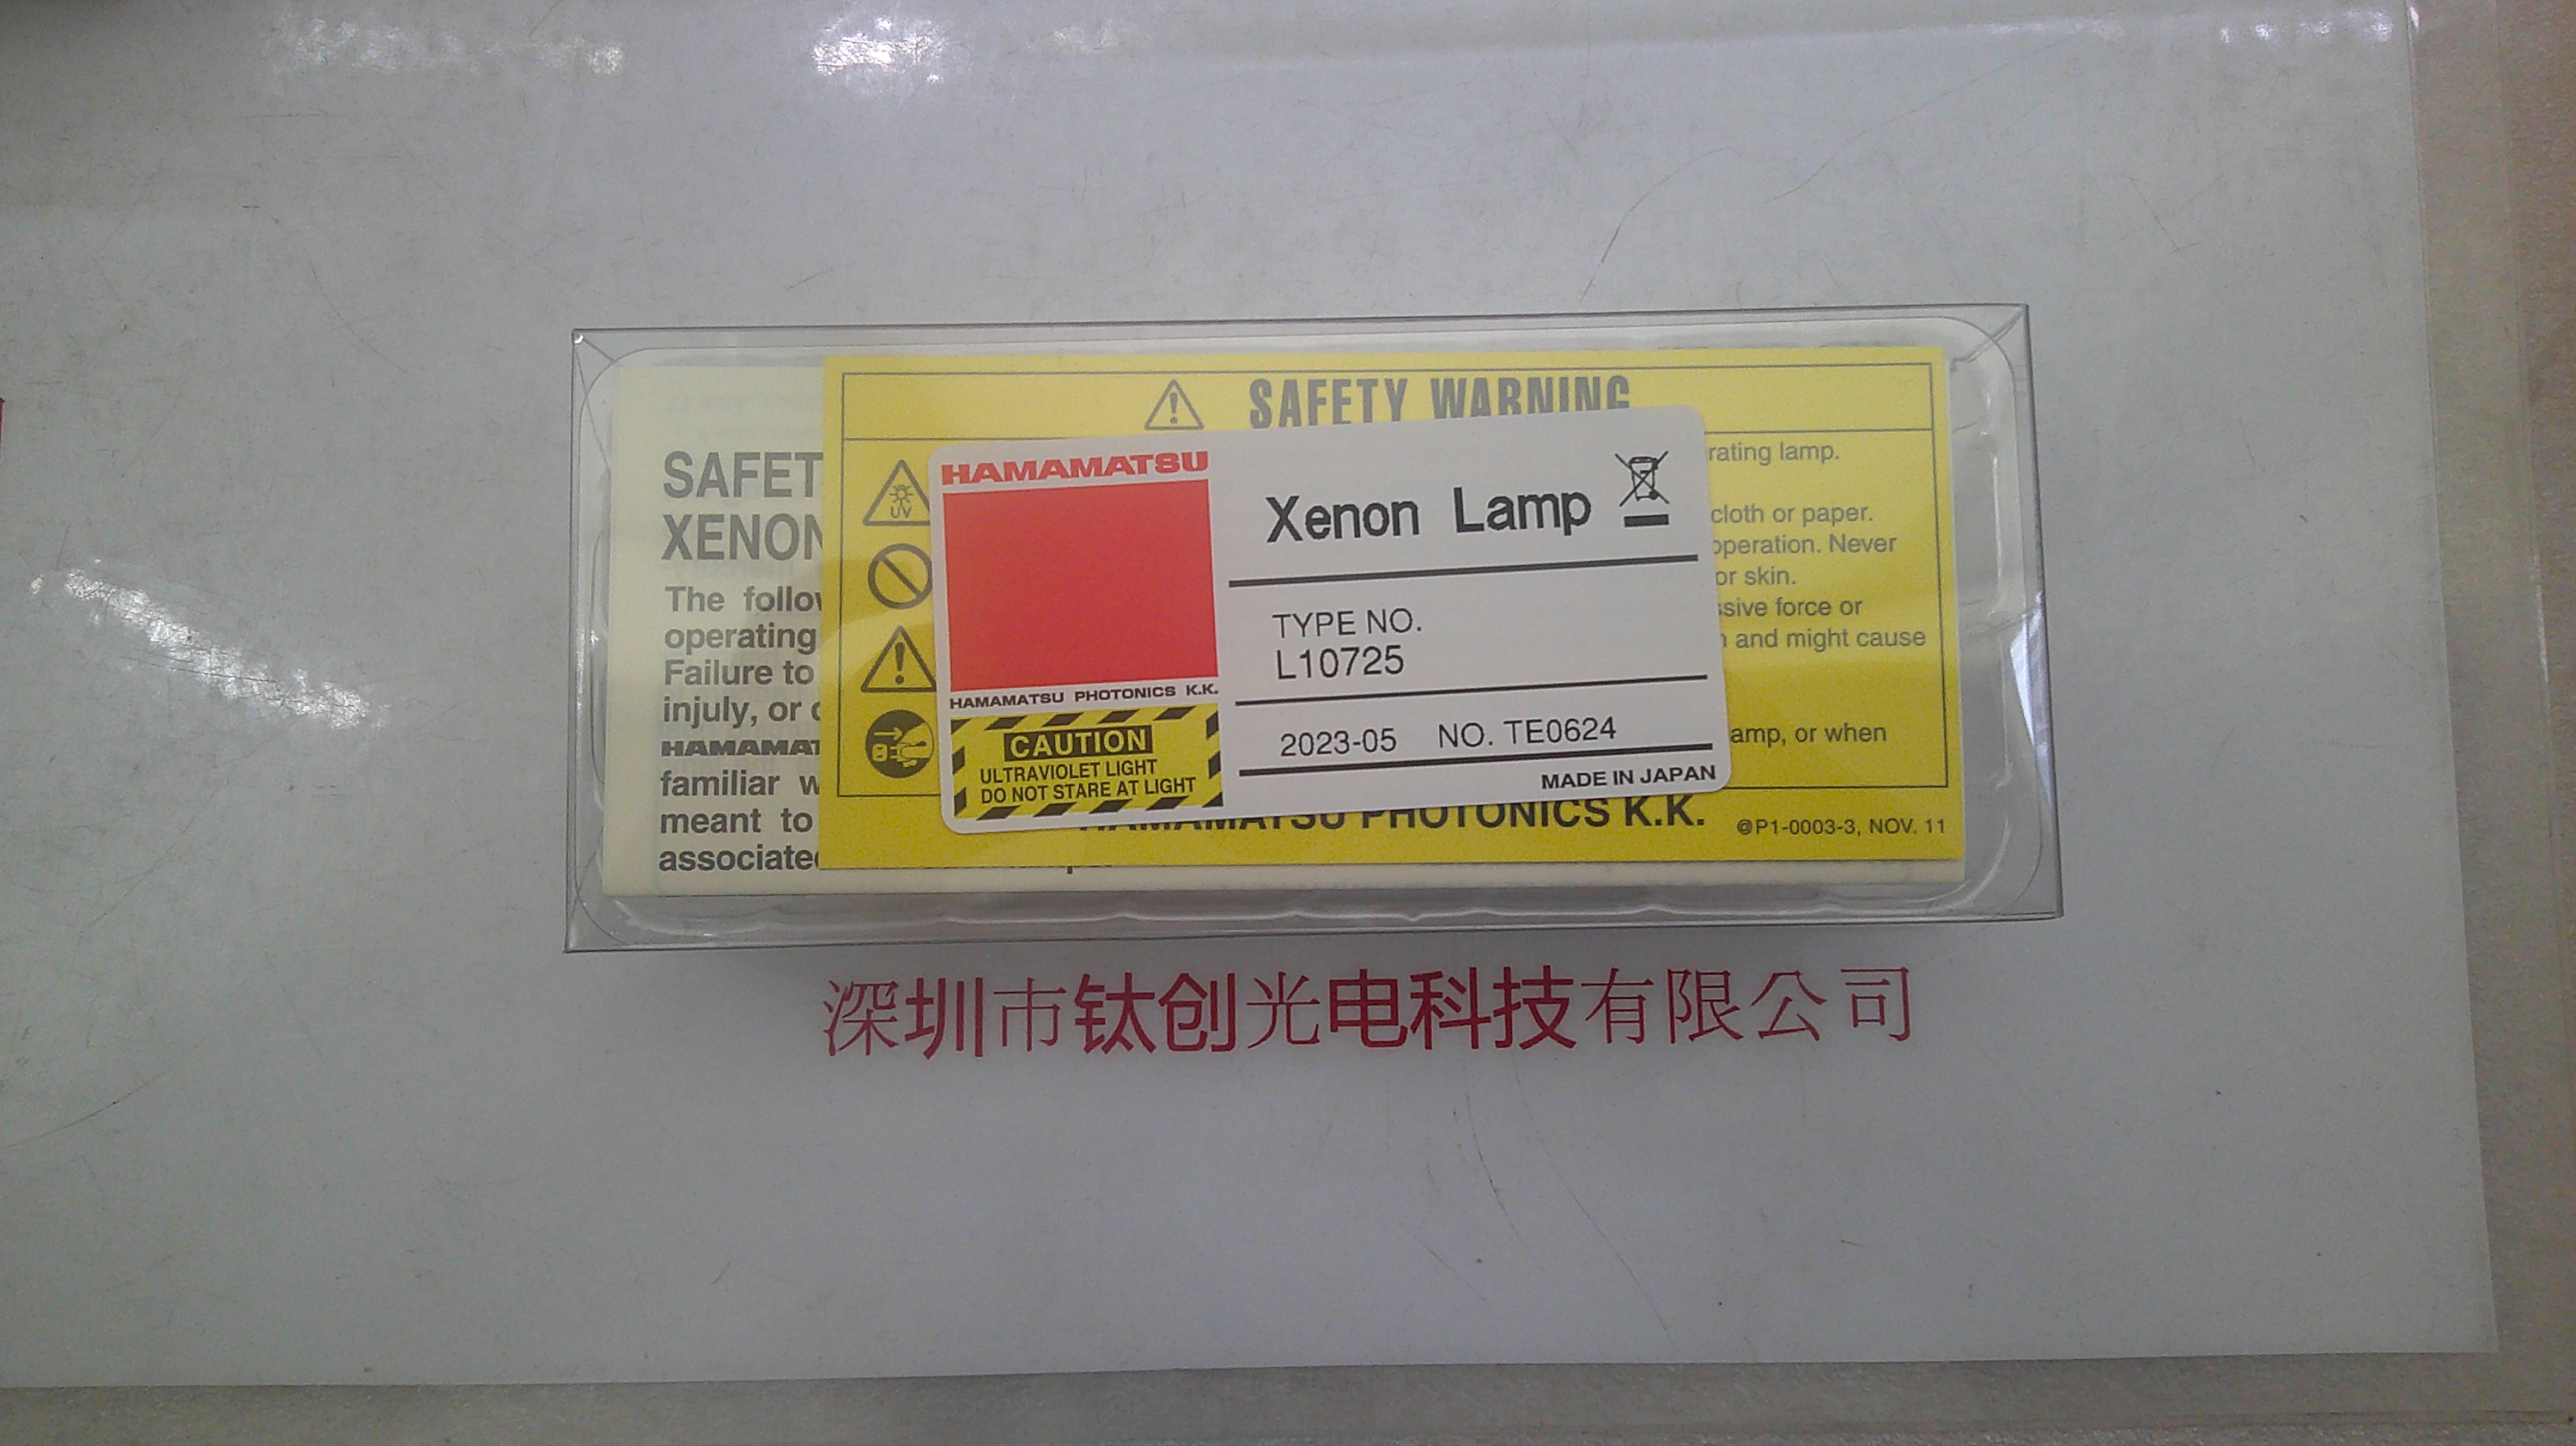 SAFETY WARNING
HAMAMATSU
Xenon Lamp
TYPE NO.
L10725
HAMAMATSU PHOTONICS K.K.
CAUTION
ULTRAVIOLET LIGHT
DO NOT STARE AT LIGHT
2023-05 NO. TE0624
MADE IN JAPAN
UV
rating lamp.
cloth or paper.
operation. Never
or skin.
ssive force or
and might cause
amp, or when
HAMAMATSU PHOTONICS K.K.
@P1-0003-3, NOV. 11
SAFET
XENON
The follow
operating
Failure to
injuly, or
HAMAMAT
familiar w
meant to
associate
深圳市钛创光电科技有限公司